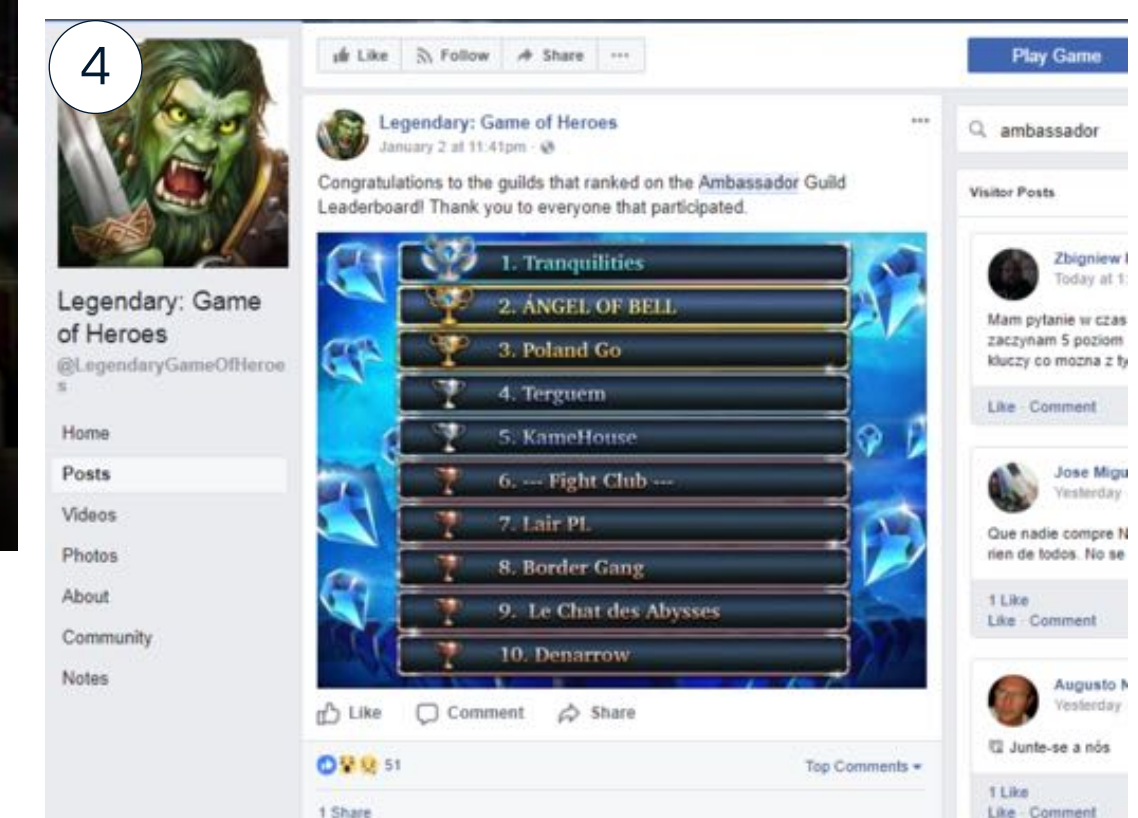 4
Like Follow Share ...
Play Game
Legendary: Game of Heroes
January 2 at 11:41pm ·
Congratulations to the guilds that ranked on the Ambassador Guild
Leaderboard! Thank you to everyone that participated.
1. Tranquilities
2. ÁNGEL OF BELL
3. Poland Go
4. Terguem
5. KameHouse
6. --- Fight Club ---
7. Lair PL
8. Border Gang
9. Le Chat des Abysses
10. Denarrow
Like Comment Share
51
Top Comments
1 Share
Legendary: Game
of Heroes
@LegendaryGameOfHeroe
s
Home
Posts
Videos
Photos
About
Community
Notes
ambassador
Visitor Posts
Zbigniew
Today at 1:
Mam pytanie w czas
zaczynam 5 poziom
kluczy co mozna z ty
Like · Comment
Jose Migu
Yesterday
Que nadie compre N
rien de todos. No se
1 Like
Like · Comment
Augusto N
Yesterday
Junte-se a nós
1 Like
Like · Comment